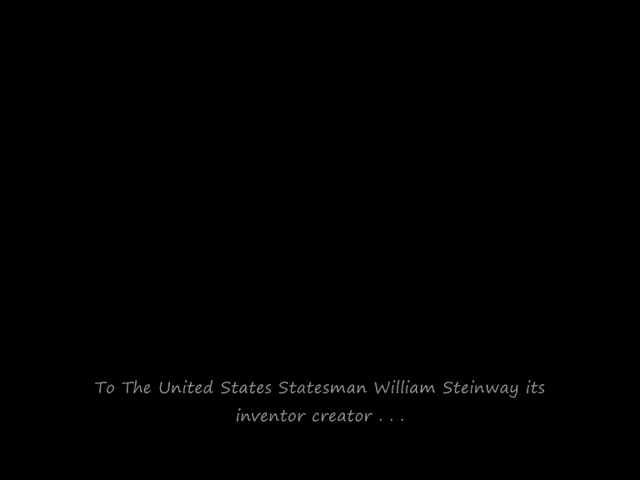 To The United States Statesman William Steinway its
inventor creator . . .